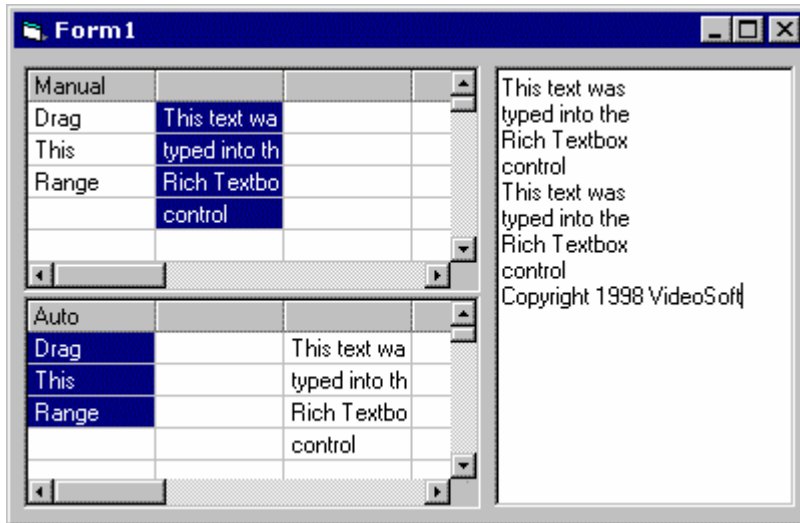 Form1
Manual
Drag This text wa
This typed into th
Range Rich Textbo
control
Auto
Drag This text wa
This typed into th
Range Rich Textbo
control
This text was
typed into the
Rich Textbox
control
This text was
typed into the
Rich Textbox
control
Copyright 1998 VideoSoft